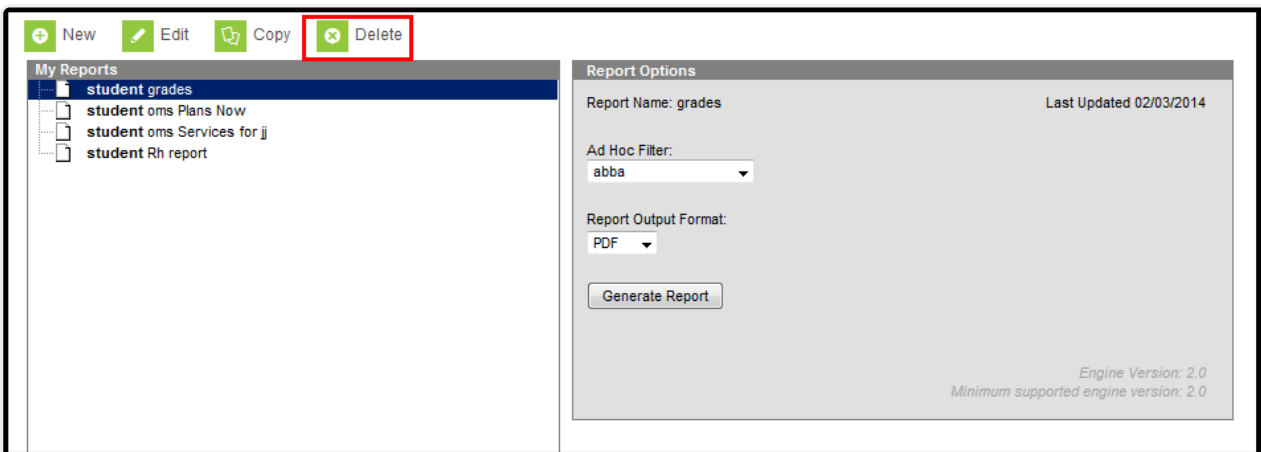 New Edit Copy Delete
My Reports
student grades
student oms Plans Now
student oms Services for jj
student Rh report
Report Options
Report Name: grades Last Updated 02/03/2014
Ad Hoc Filter:
abba
Report Output Format:
PDF
Generate Report
Engine Version: 2.0
Minimum supported engine version: 2.0